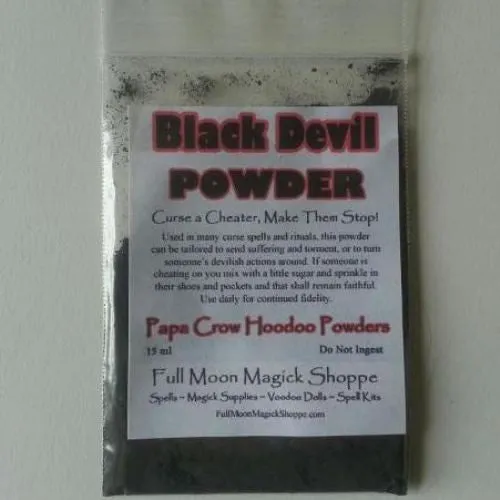 Black Devil
POWDER
Curse a Cheater, Make Them Stop!
Used in many curse spells and rituals, this powder
can be tailored to send suffering and torment, or to turn
someone's devilish actions around. If someone is
cheating on you mix with a little sugar and sprinkle in
their shoes and pockets and that shall remain faithful.
Use daily for continued fidelity.
Papa Crow Hoodoo Powders
15 ml Do Not Ingest
Full Moon Magick Shoppe
Spells ~ Magick Supplies ~ Voodoo Dolls ~ Spell Kits
FullMoonMagickShoppe.com